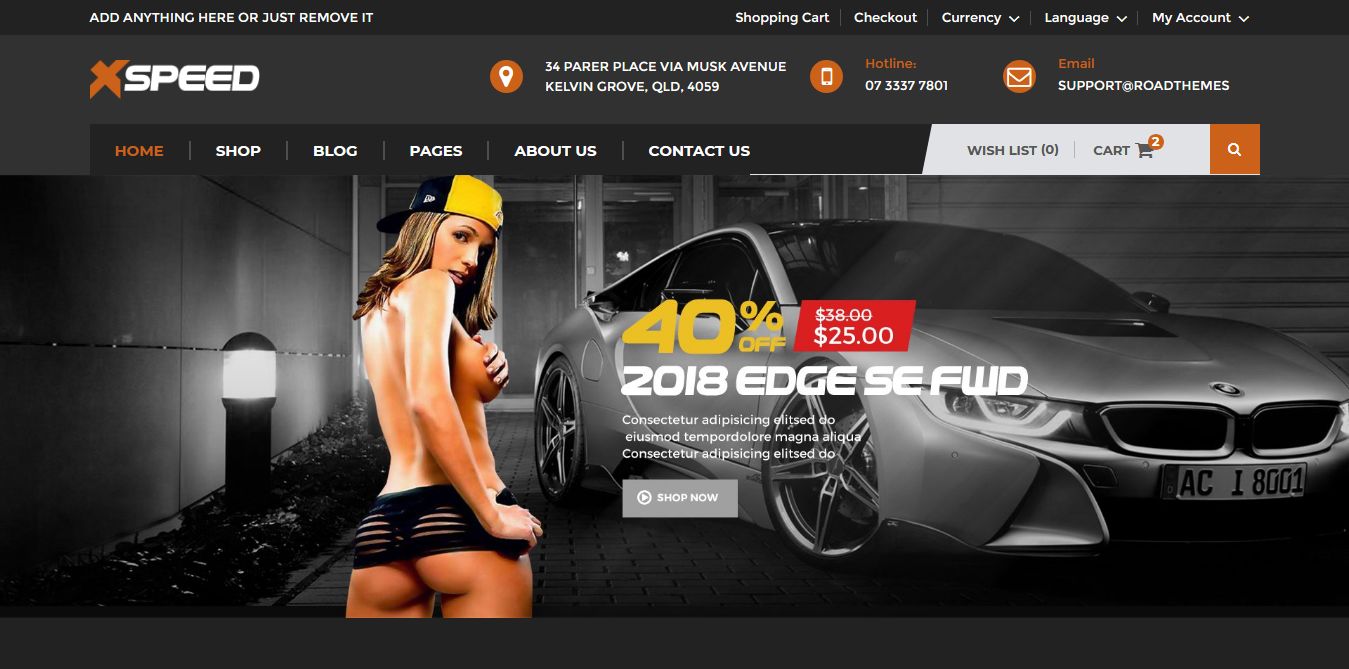 ADD ANYTHING HERE OR JUST REMOVE IT
Shopping Cart
Checkout
Currency
Language
My Account
XSPEED
34 PARER PLACE VIA MUSK AVENUE
KELVIN GROVE, QLD, 4059
Hotline:
07 3337 7801
Email
SUPPORT@ROADTHEMES
HOME
SHOP
BLOG
PAGES
ABOUT US
CONTACT US
WISH LIST (0)
CART
2
40% OFF
$38.00
$25.00
2018 EDGE SE FWD
Consectetur adipisicing elitsed do
eiusmod tempordolore magna aliqua
Consectetur adipisicing elitsed do
SHOP NOW
AC I 8001